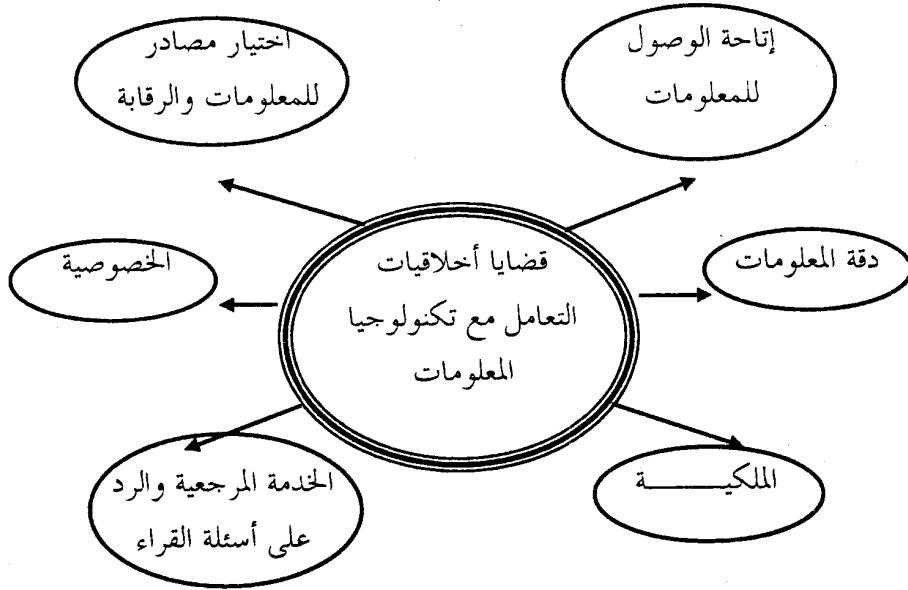 إتاحة الوصول
للمعلومات
اختيار مصادر
للمعلومات والرقابة
دقة المعلومات
قضايا أخلاقيات
التعامل مع تكنولوجيا
المعلومات
الخصوصية
الملكيـــــة
الخدمة المرجعية والرد
على أسئلة القراء